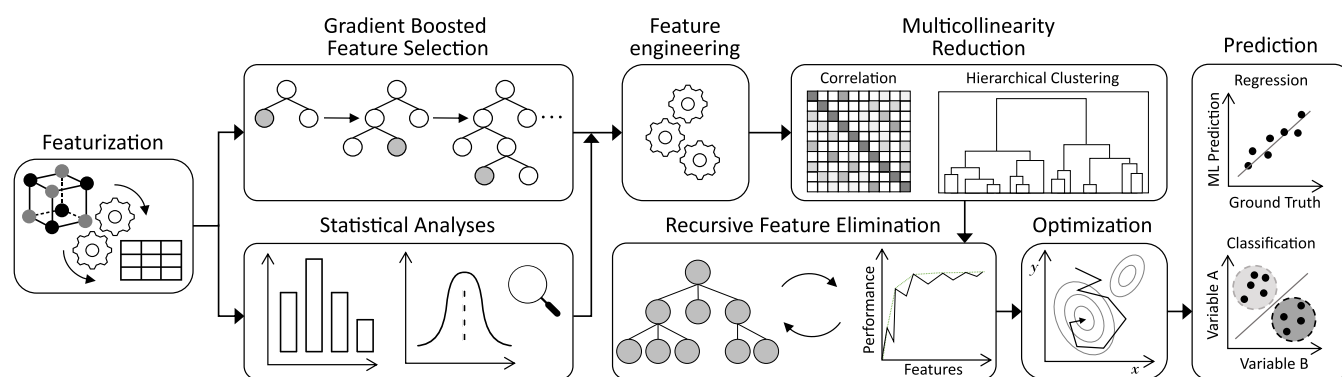 Featurization
Gradient Boosted
Feature Selection
...
Statistical Analyses
Feature
engineering
Multicollinearity
Reduction
Correlation
Hierarchical Clustering
Recursive Feature Elimination
Performance
Features
Optimization
y
x
Prediction
Regression
ML Prediction
Ground Truth
Classification
Variable A
Variable B